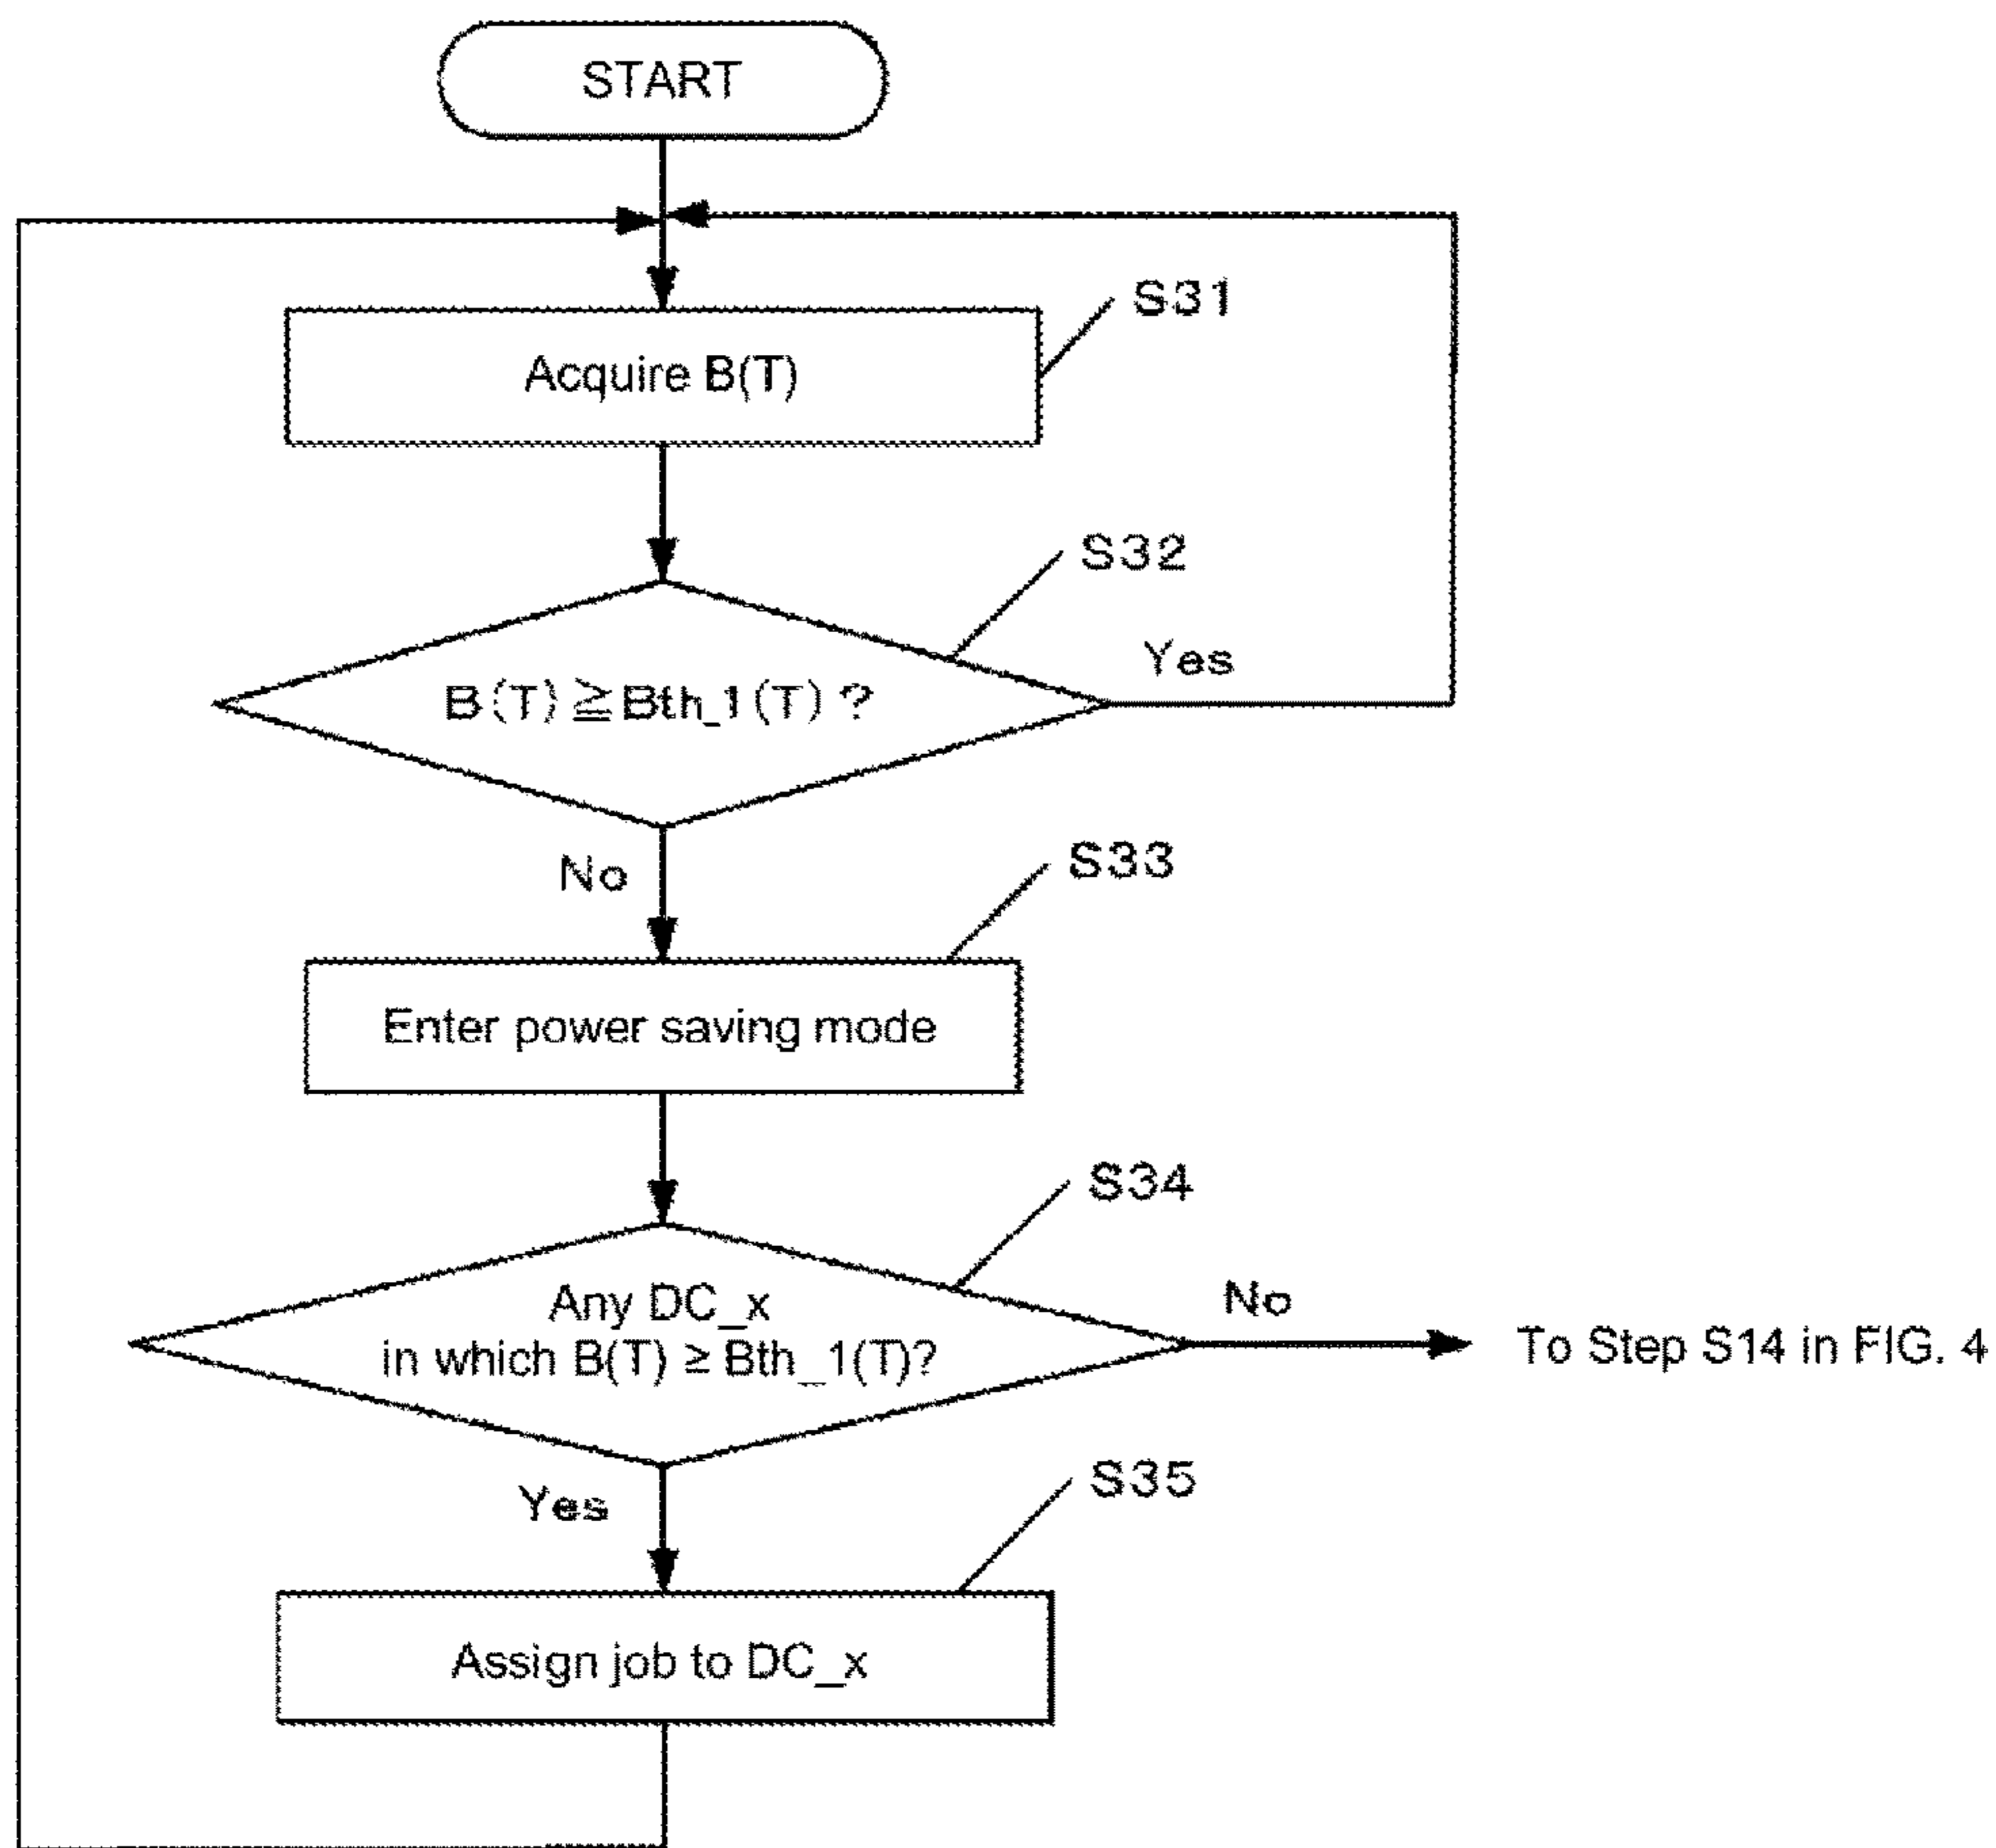 START
S31
Acquire B(T)
S32
Yes
B(T)≧Bth_1(T)?
No
S33
Enter power saving mode
S34
Any DC_x
in which B(T) ≥ Bth_1(T)?
No
To Step S14 in FIG. 4
Yes
S35
Assign job to DC_x